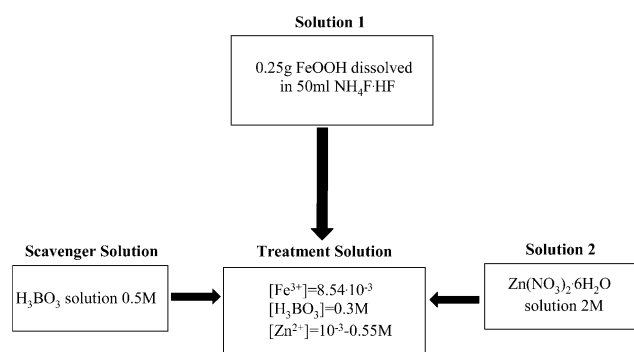 Solution 1
0.25g FeOOH dissolved
in 50ml NH₄F·HF
Scavenger Solution
H₃BO₃ solution 0.5M
Treatment Solution
[Fe³⁺]=8.54·10⁻³
[H₃BO₃]=0.3M
[Zn²⁺]=10⁻³-0.55M
Solution 2
Zn(NO₃)₂·6H₂O
solution 2M